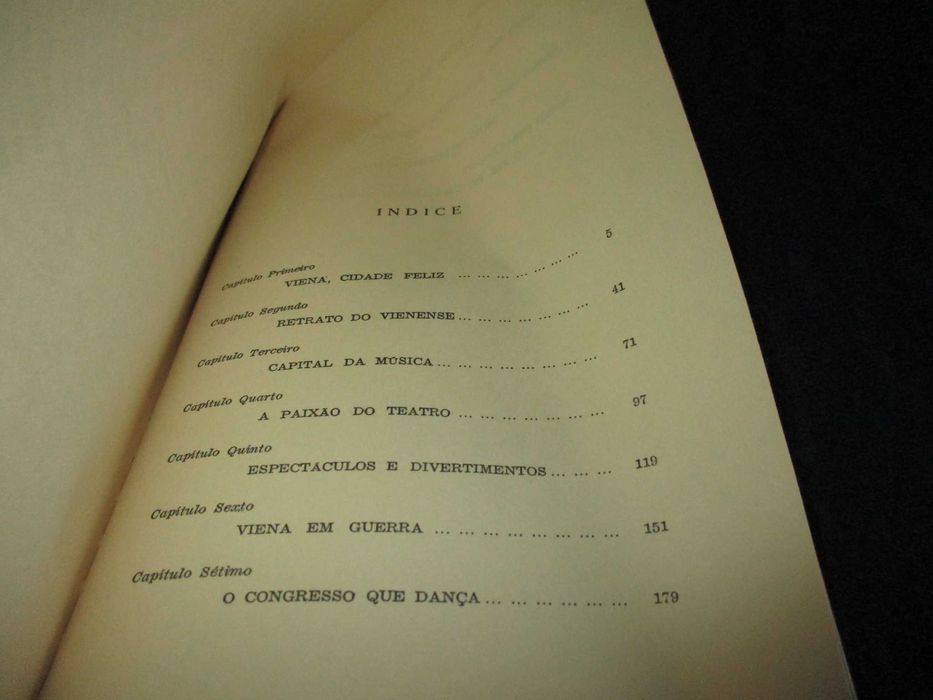 INDICE
Capítulo Primeiro
VIENA, CIDADE FELIZ ... ... ... ... ... ... ... 5
Capítulo Segundo
RETRATO DO VIENENSE ... ... ... ... ... ... ... 41
Capítulo Terceiro
CAPITAL DA MÚSICA ... ... ... ... ... ... ... ... 71
Capítulo Quarto
A PAIXÃO DO TEATRO ... ... ... ... ... ... ... 97
Capítulo Quinto
ESPECTÁCULOS E DIVERTIMENTOS ... ... ... 119
Capítulo Sexto
VIENA EM GUERRA ... ... ... ... ... ... ... ... ... 151
Capítulo Sétimo
O CONGRESSO QUE DANÇA ... ... ... ... ... ... 179